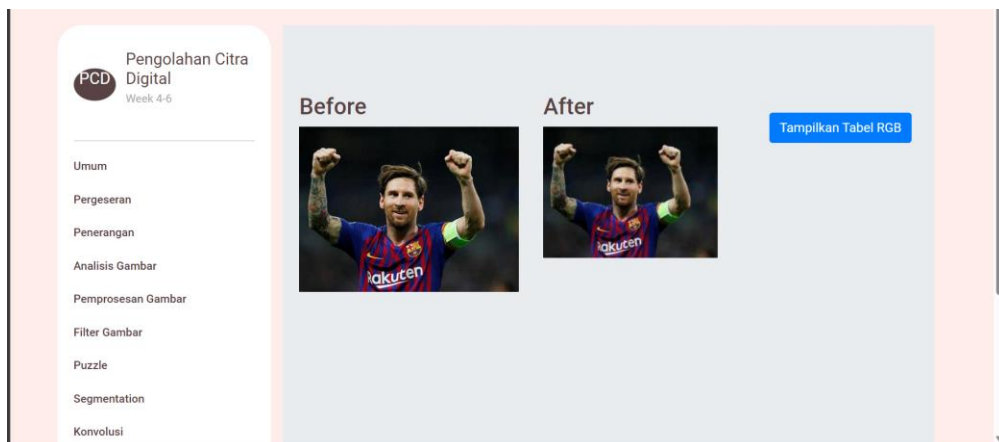 PCD
Pengolahan Citra
Digital
Week 4-6
Umum
Pergeseran
Penerangan
Analisis Gambar
Pemprosesan Gambar
Filter Gambar
Puzzle
Segmentation
Konvolusi
Before
Rakuten
After
Rakuten
Tampilkan Tabel RGB